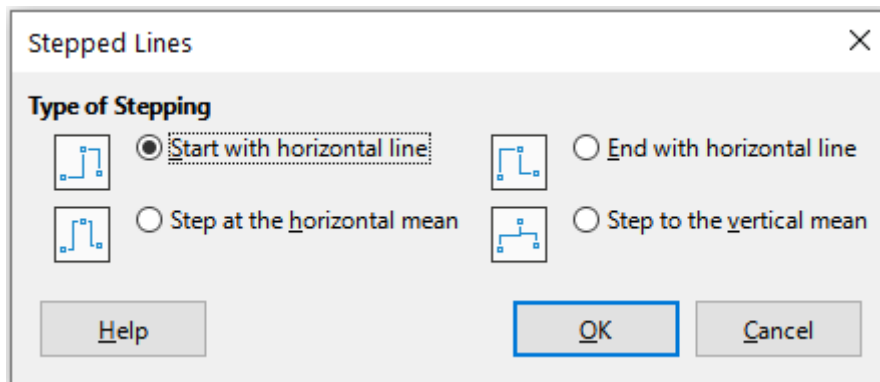 Stepped Lines
Type of Stepping
Start with horizontal line
End with horizontal line
Step at the horizontal mean
Step to the vertical mean
Help
OK
Cancel